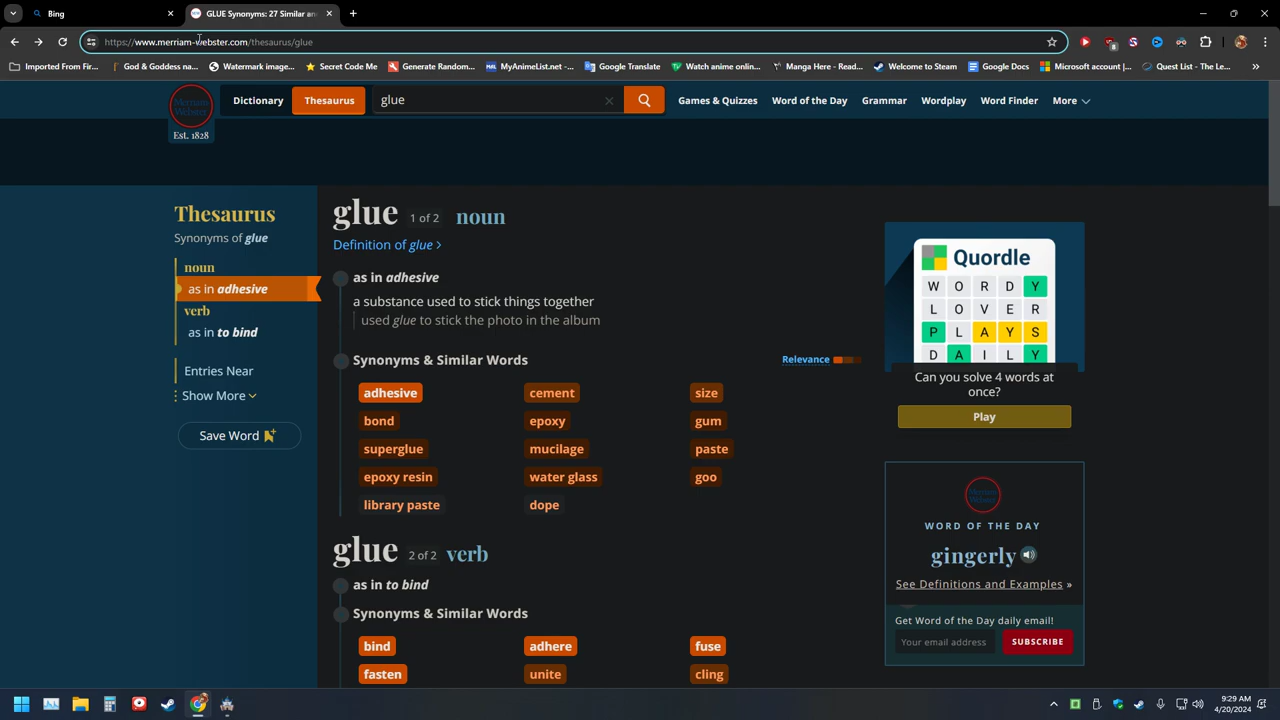 Bing
GLUE Synonyms: 27 Similar an
https://www.merriam-webster.com/thesaurus/glue
Imported From Fir...
God & Goddess na...
Watermark image...
Secret Code Me
Generate Random...
MyAnimeList.net -...
Google Translate
Watch anime onlin...
Manga Here - Read...
Welcome to Steam
Google Docs
Microsoft account |...
Quest List - The Le...
Merriam
Webster
Est. 1828
Dictionary
Thesaurus
glue
Games & Quizzes
Word of the Day
Grammar
Wordplay
Word Finder
More
Thesaurus
Synonyms of glue
noun
as in adhesive
verb
as in to bind
Entries Near
Show More
Save Word
glue 1 of 2 noun
Definition of glue >
as in adhesive
a substance used to stick things together
used glue to stick the photo in the album
Synonyms & Similar Words
Relevance
adhesive cement size
bond epoxy gum
superglue mucilage paste
epoxy resin water glass goo
library paste dope
glue 2 of 2 verb
as in to bind
Synonyms & Similar Words
bind adhere fuse
fasten unite cling
Quordle
W O R D Y
L O V E R
P L A Y S
D A I L Y
Can you solve 4 words at
once?
Play
Merriam
Webster
WORD OF THE DAY
gingerly
See Definitions and Examples »
Get Word of the Day daily email!
Your email address
SUBSCRIBE
9:29 AM
4/20/2024